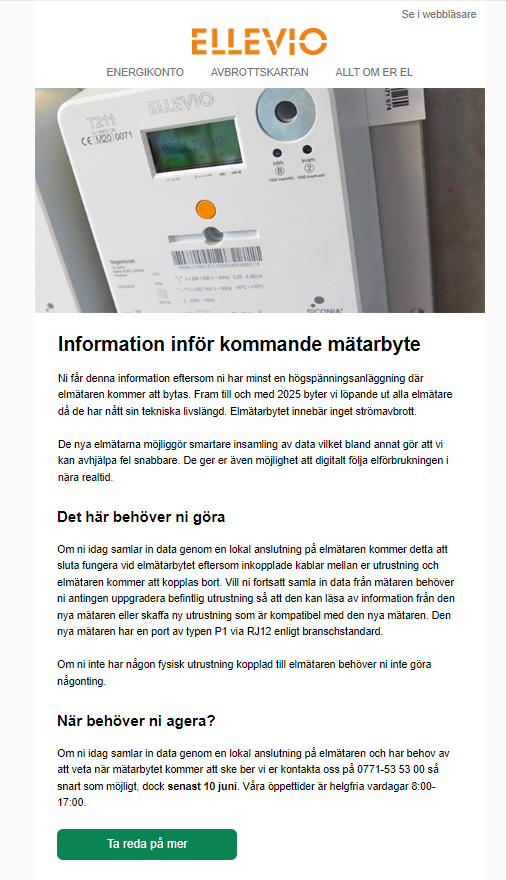 Se i webbläsare
ELLEVIO
ENERGIKONTO AVBROTTSKARTAN ALLT OM ER EL
ELLEVIO
T211
CE M20 0071
kWh
kvarh
B
2
SICONIA
Information inför kommande mätarbyte
Ni får denna information eftersom ni har minst en högspänningsanläggning där
elmätaren kommer att bytas. Fram till och med 2025 byter vi löpande ut alla elmätare
då de har nått sin tekniska livslängd. Elmätarbytet innebär inget strömavbrott.
De nya elmätarna möjliggör smartare insamling av data vilket bland annat gör att vi
kan avhjälpa fel snabbare. De ger er även möjlighet att digitalt följa elförbrukningen i
nära realtid.
Det här behöver ni göra
Om ni idag samlar in data genom en lokal anslutning på elmätaren kommer detta att
sluta fungera vid elmätarbytet eftersom inkopplade kablar mellan er utrustning och
elmätaren kommer att kopplas bort. Vill ni fortsatt samla in data från mätaren behöver
ni antingen uppgradera befintlig utrustning så att den kan läsa av information från den
nya mätaren eller skaffa ny utrustning som är kompatibel med den nya mätaren. Den
nya mätaren har en port av typen P1 via RJ12 enligt branschstandard.
Om ni inte har någon fysisk utrustning kopplad till elmätaren behöver ni inte göra
någonting.
När behöver ni agera?
Om ni idag samlar in data genom en lokal anslutning på elmätaren och har behov av
att veta när mätarbytet kommer att ske ber vi er kontakta oss på 0771-53 53 00 så
snart som möjligt, dock senast 10 juni. Våra öppettider är helgfria vardagar 8:00-
17:00.
Ta reda på mer